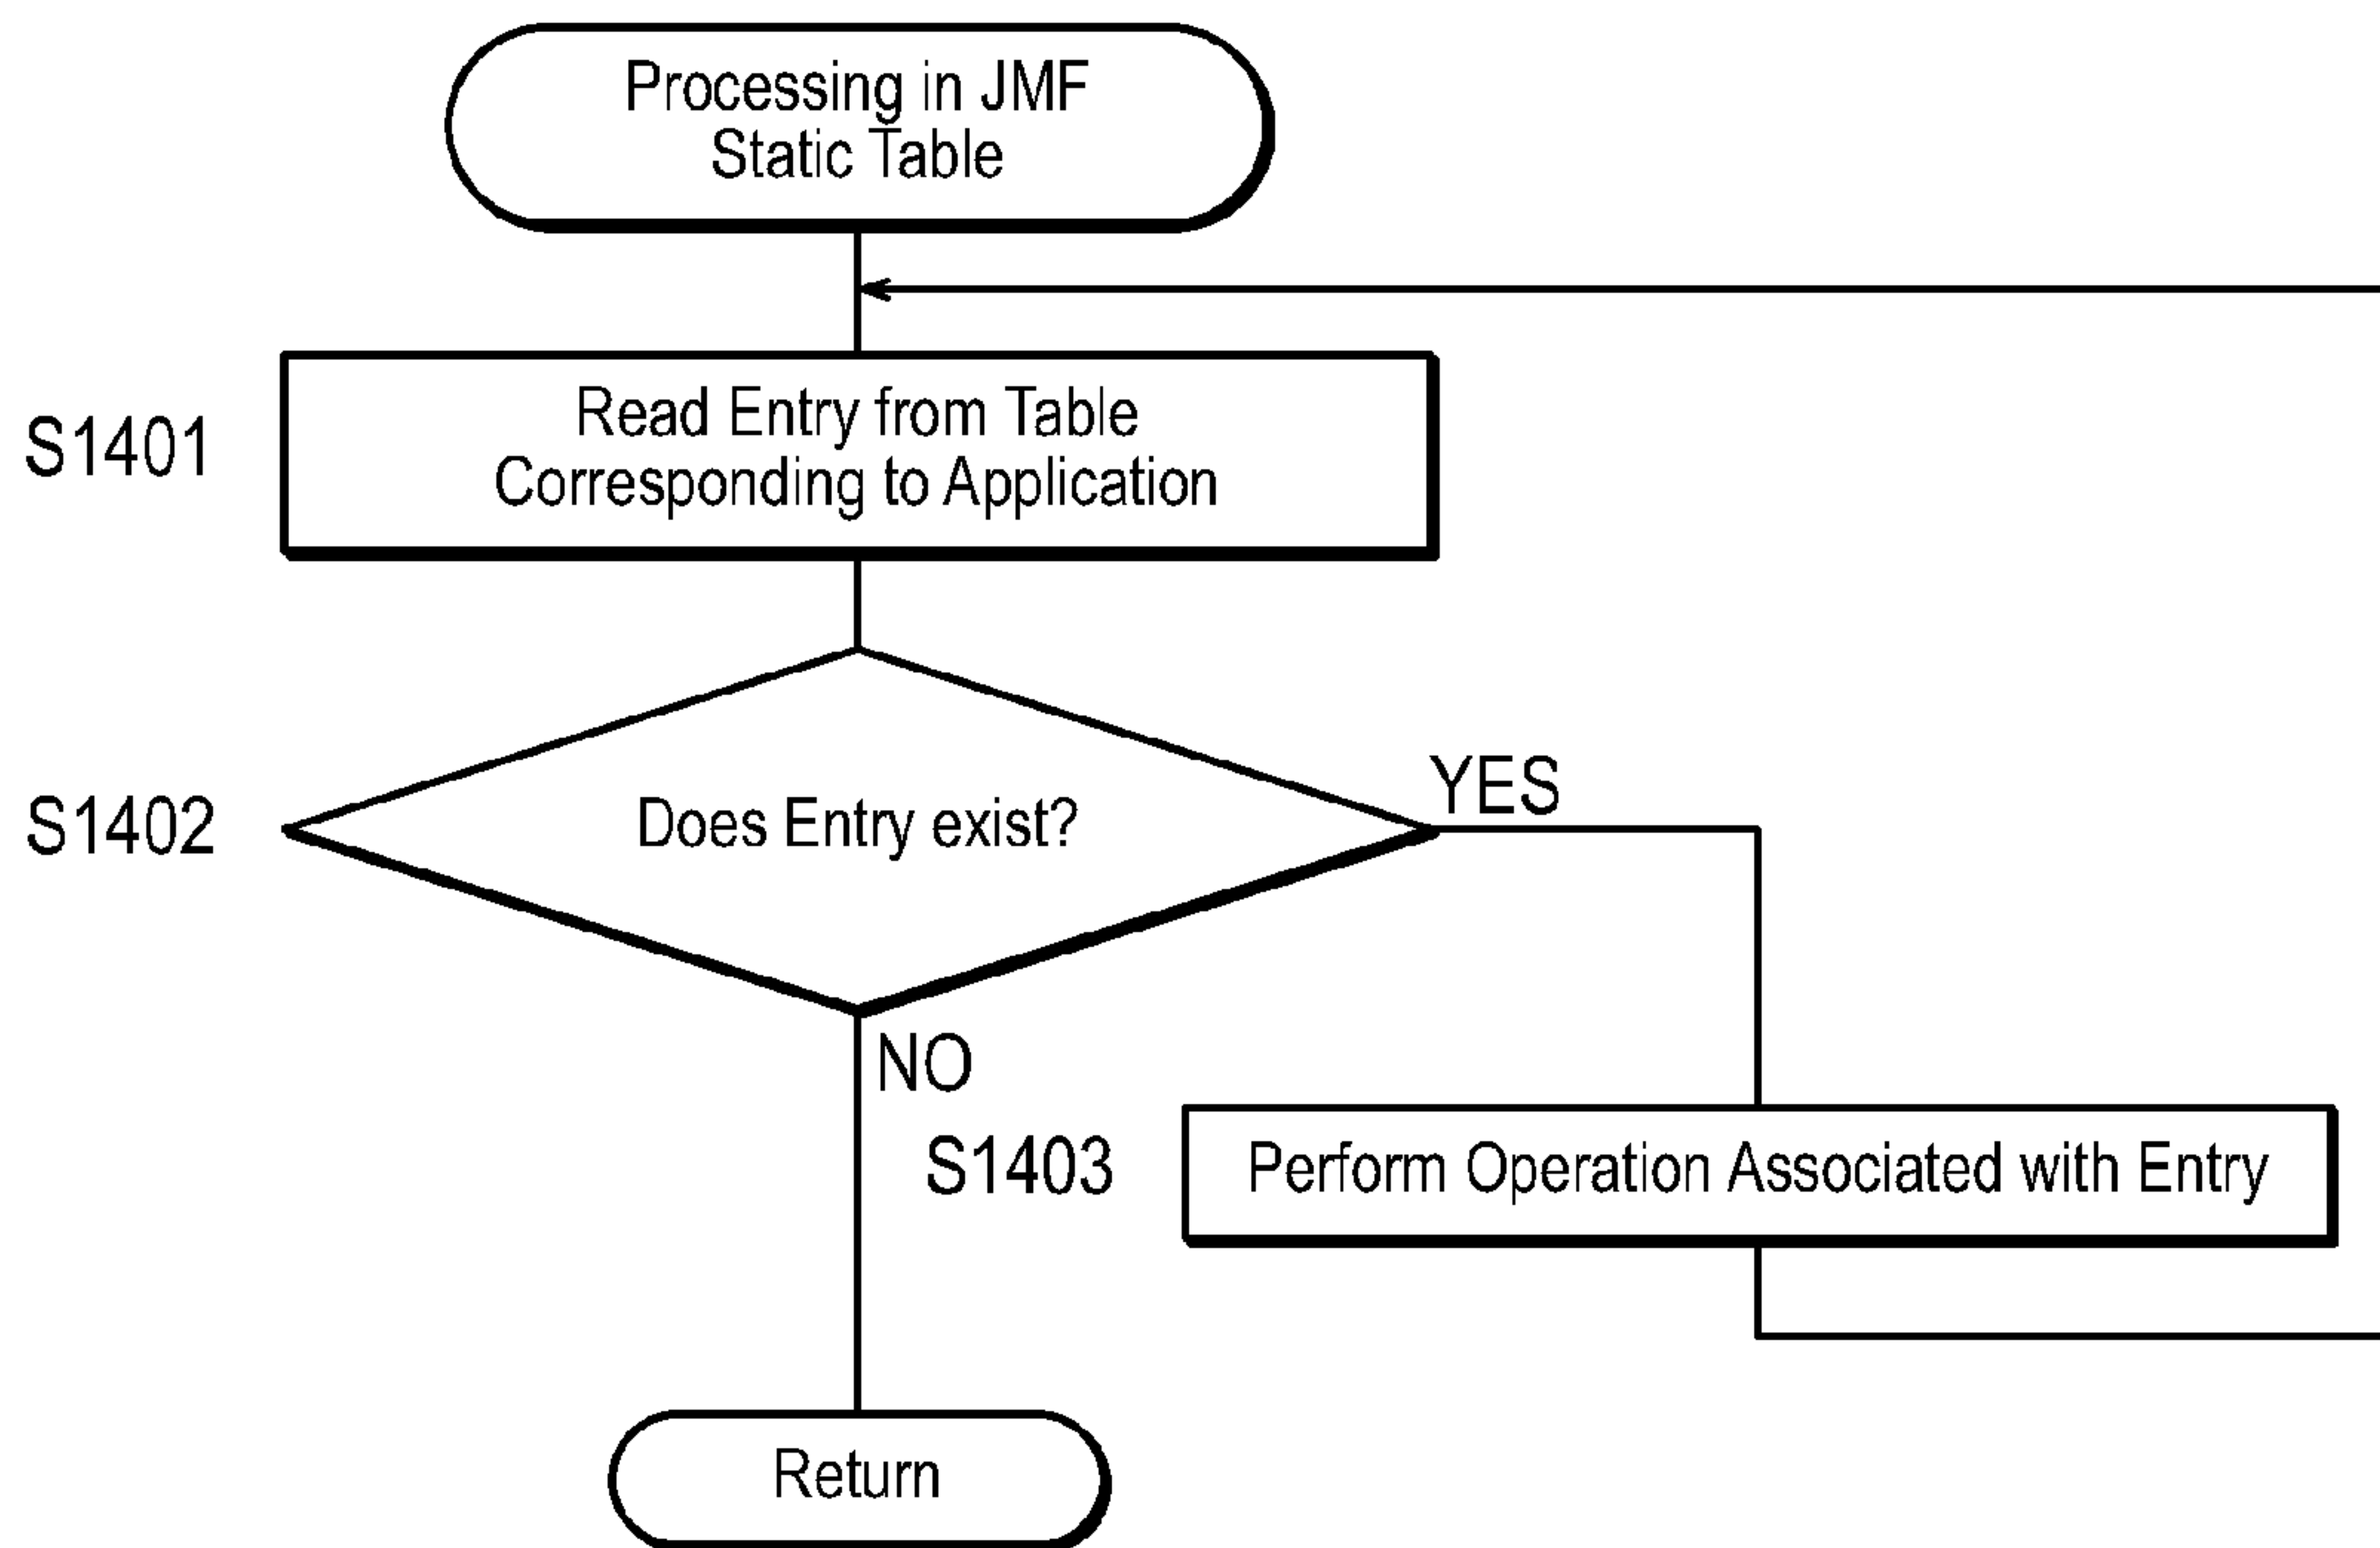 Processing in JMF
Static Table
S1401
Read Entry from Table
Corresponding to Application
S1402
Does Entry exist?
YES
NO
S1403
Perform Operation Associated with Entry
Return